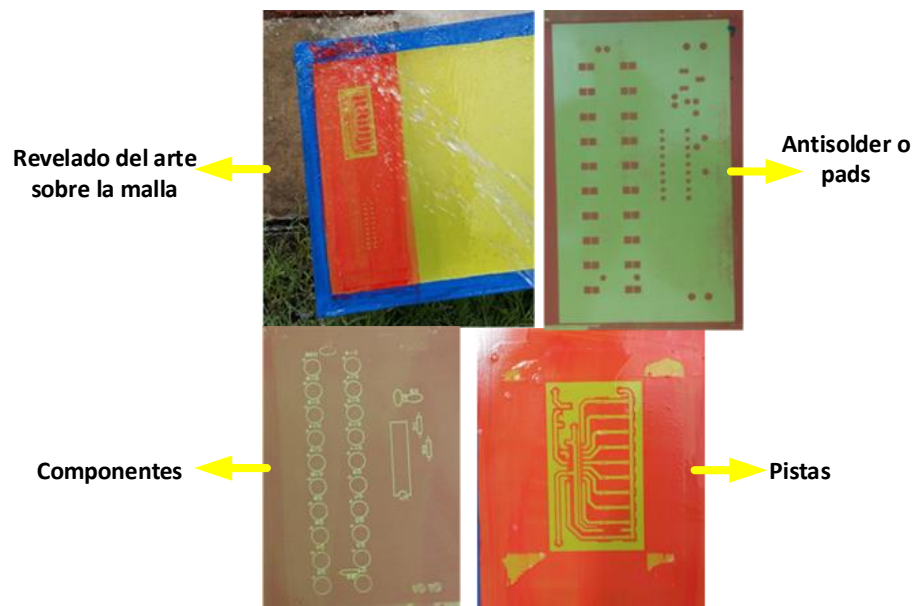 Revelado del arte
sobre la malla
Antisolder o
pads
Componentes
Pistas